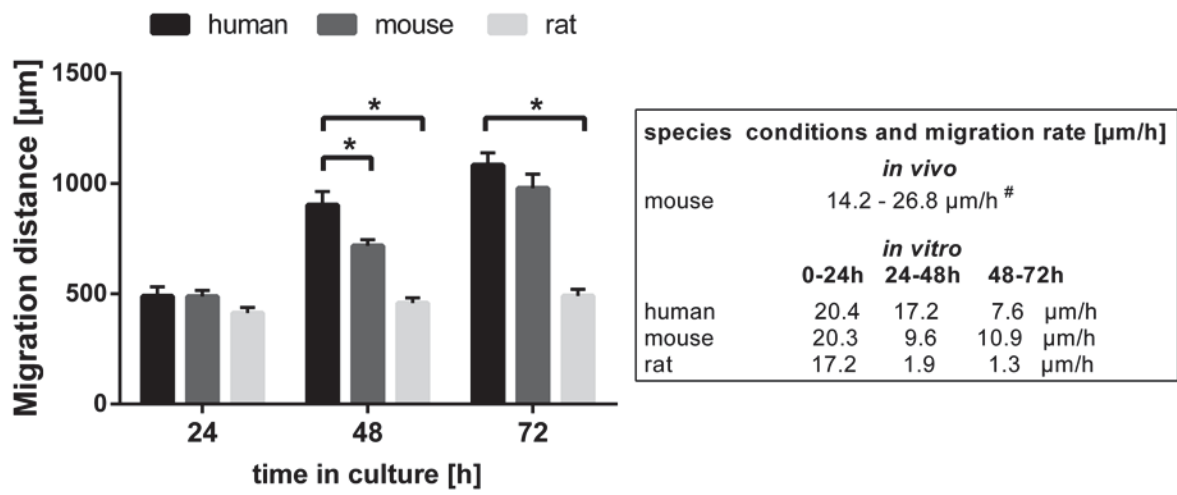 human mouse rat
Migration distance [µm]
1500
1000
500
0
* * * 
24 48 72
time in culture [h]
species conditions and migration rate [µm/h]
in vivo
mouse 14.2 - 26.8 µm/h #
in vitro
0-24h 24-48h 48-72h
human 20.4 17.2 7.6 µm/h
mouse 20.3 9.6 10.9 µm/h
rat 17.2 1.9 1.3 µm/h